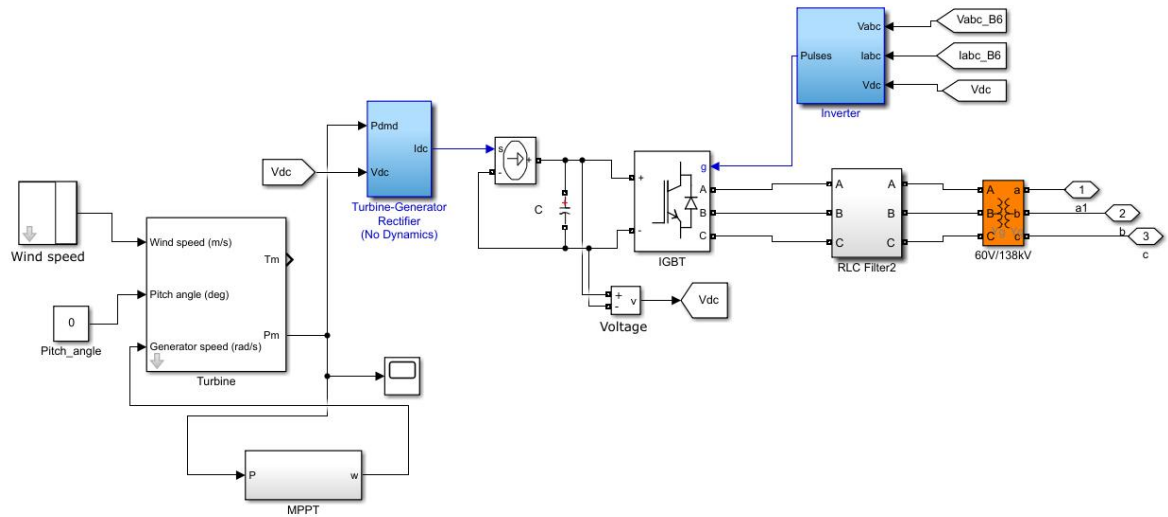 Vabc_B6
Vabc
Pulses
Iabc
Iabc_B6
Vdc
Vdc
Inverter
Pdmd
Idc
s
+
-
Vdc
Vdc
Turbine-Generator
Rectifier
(No Dynamics)
C
+
+
-
g
A
B
C
IGBT
A
B
C
A
B
C
RLC Filter2
A
B
C
a
b
c
60V/138kV
1
a1
2
b
3
c
Wind speed
Wind speed (m/s)
Tm
Pitch angle (deg)
0
Pitch_angle
Pm
Generator speed (rad/s)
Turbine
+
-
v
Voltage
Vdc
P
w
MPPT